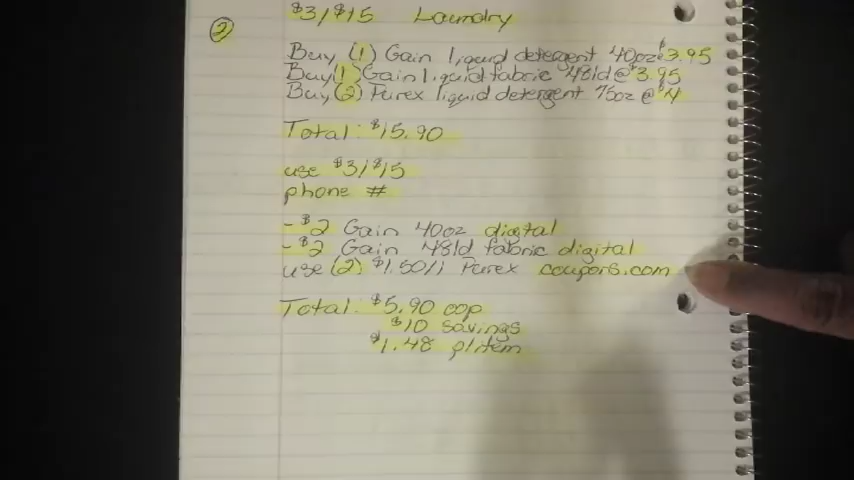 ② $3/$15 Laundry
Buy (1) Gain liquid detergent 40oz @ $3.95
Buy (1) Gain liquid fabric 48ld @ $3.95
Buy (2) Purex liquid detergent 75oz @ $4
Total: $15.90
use $3/$15
phone #
-$2 Gain 40oz digital
-$2 Gain 48ld fabric digital
use (2) $1.50/1 Purex coupons.com
Total: $5.90 oop
$10 savings
$1.48 p/item